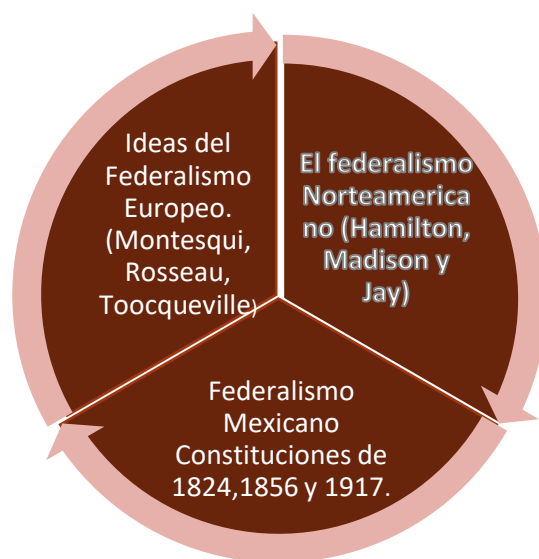 Ideas del
Federalismo
Europeo.
(Montesqui,
Rosseau,
Toocqueville)
El federalismo
Norteamerica
no (Hamilton,
Madison y
Jay)
Federalismo
Mexicano
Constituciones de
1824,1856 y 1917.